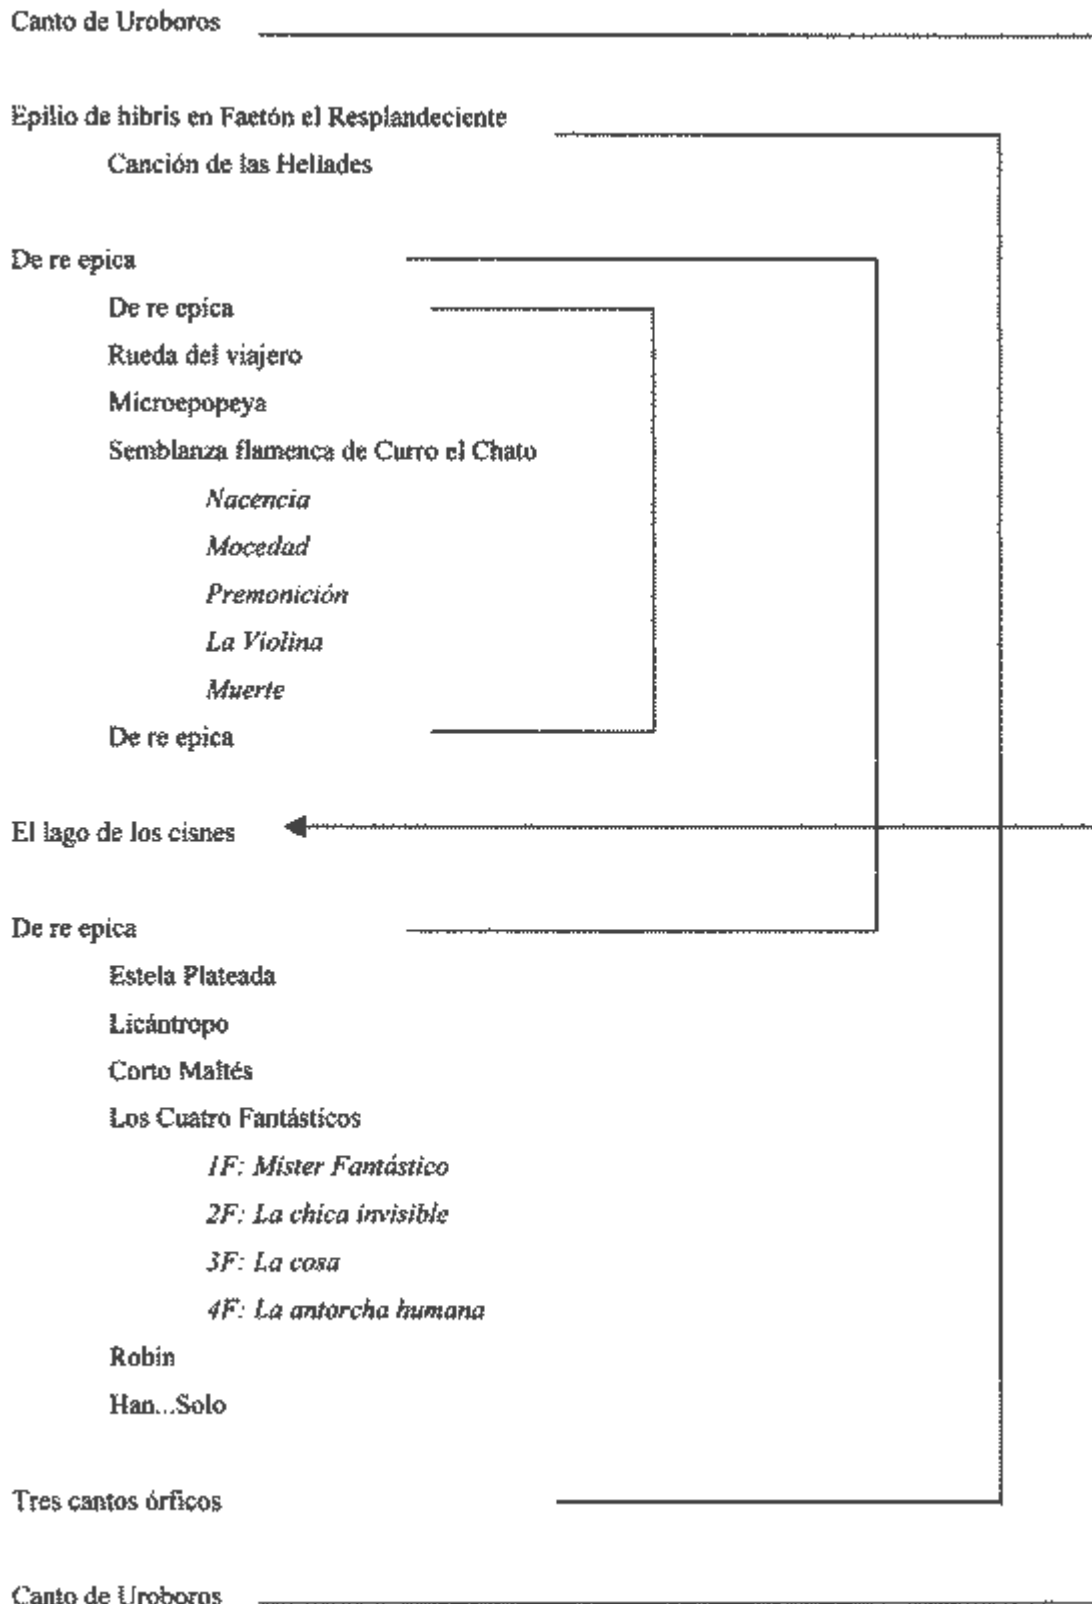 Canto de Uroboros
Epilio de hibris en Faetón el Resplandeciente
Canción de las Heliades
De re epica
De re epica
Rueda del viajero
Microepopeya
Semblanza flamenca de Curro el Chato
Nacencia
Mocedad
Premonición
La Violina
Muerte
De re epica
El lago de los cisnes
De re epica
Estela Plateada
Licántropo
Corto Maltés
Los Cuatro Fantásticos
1F: Mister Fantástico
2F: La chica invisible
3F: La cosa
4F: La antorcha humana
Robin
Han...Solo
Tres cantos órficos
Canto de Uroboros